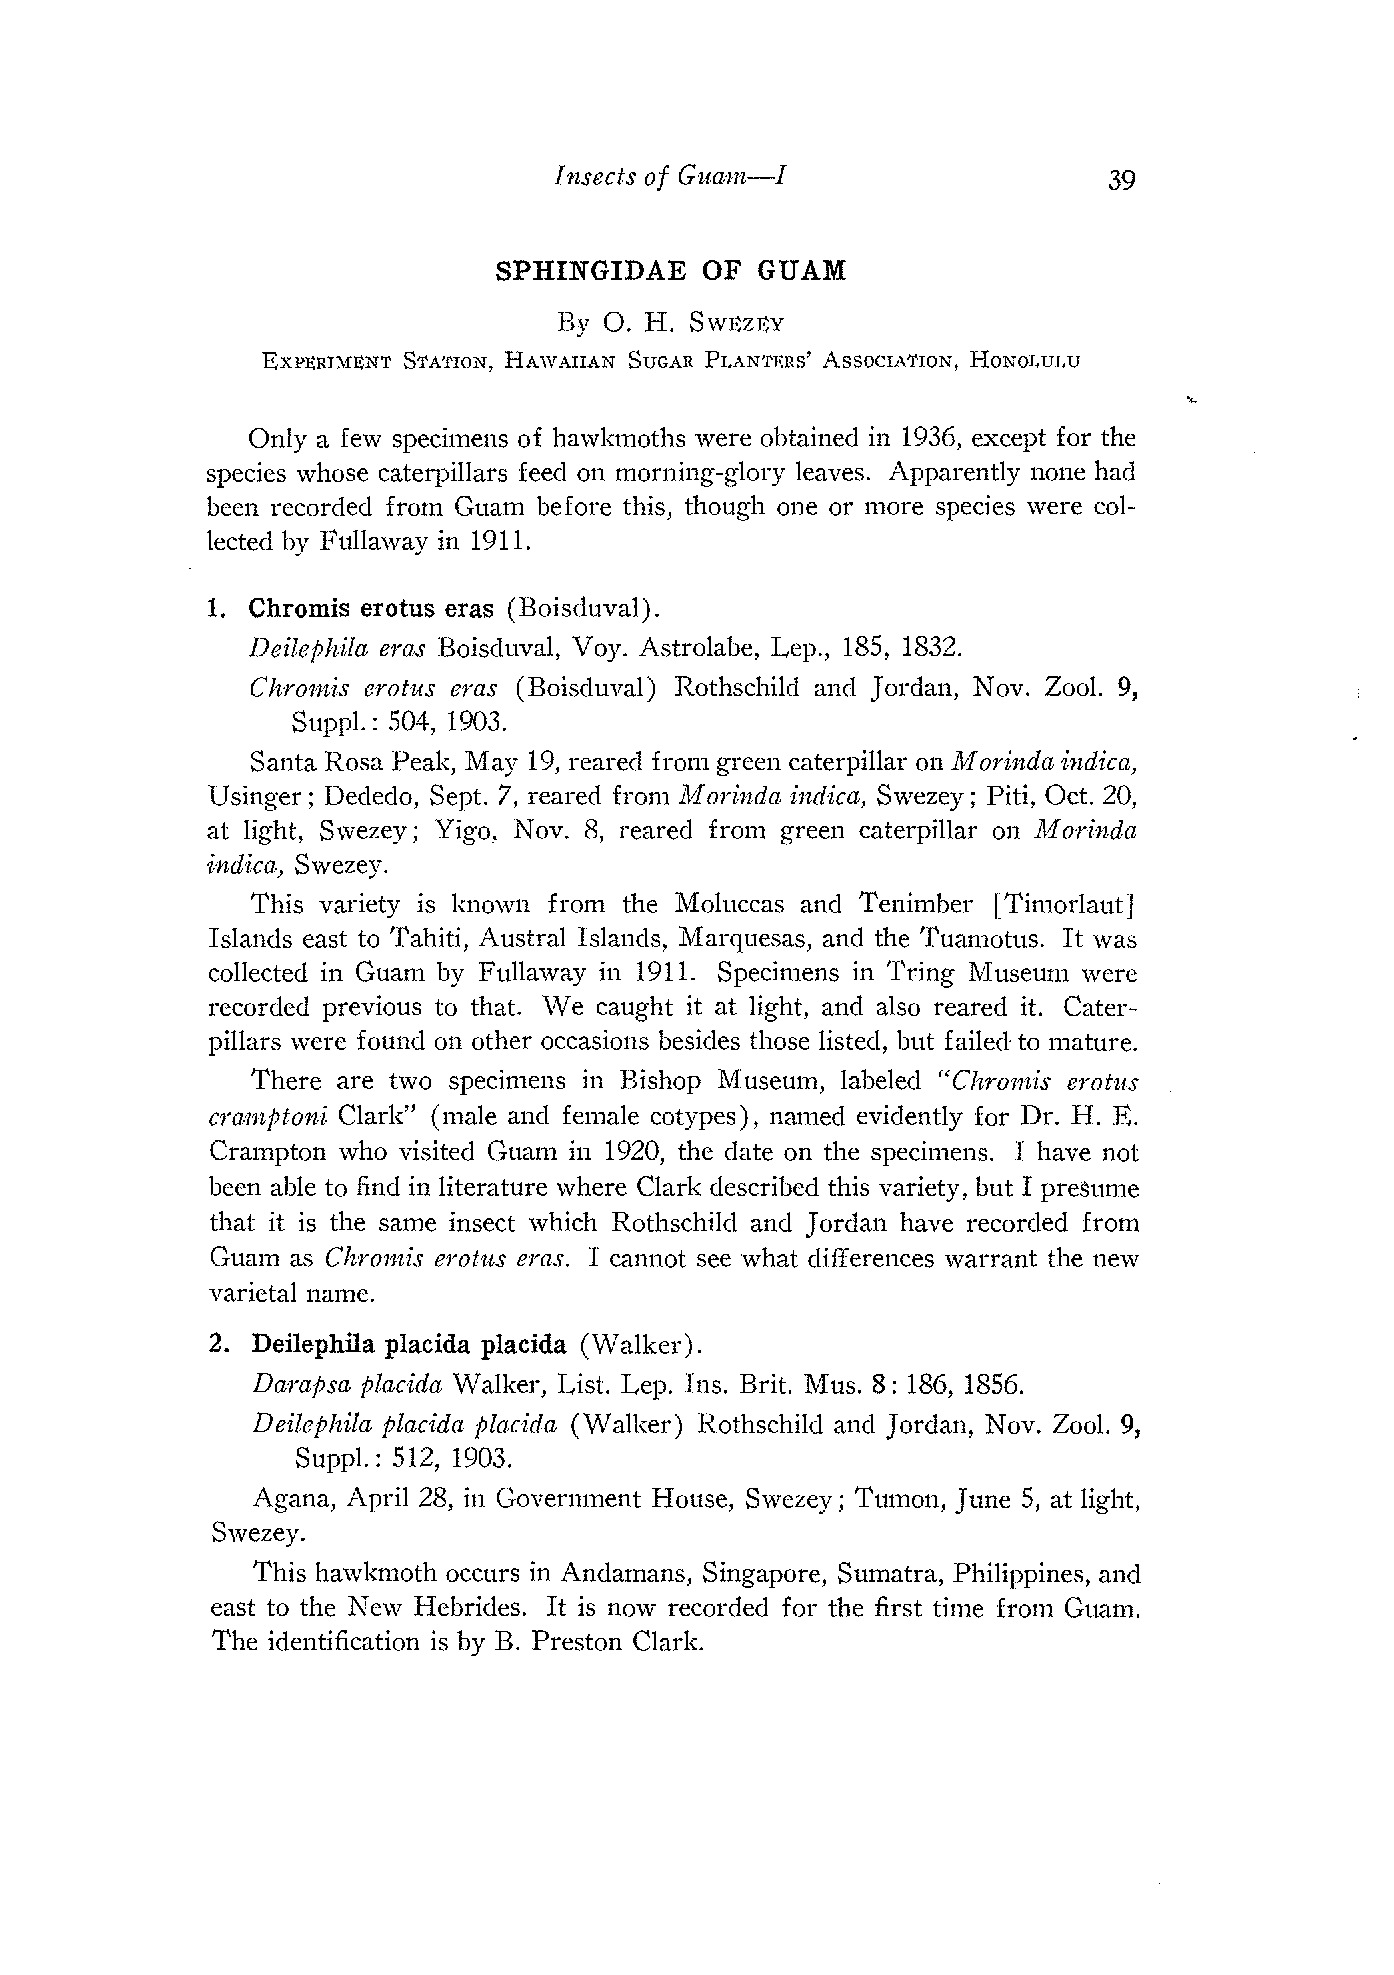 Insects of Guam—I 39
SPHINGIDAE OF GUAM
By O. H. Swezey
Experiment Station, Hawaiian Sugar Planters' Association, Honolulu
Only a few specimens of hawkmoths were obtained in 1936, except for the
species whose caterpillars feed on morning-glory leaves. Apparently none had
been recorded from Guam before this, though one or more species were col-
lected by Fullaway in 1911.
1. Chromis erotus eras (Boisduval).
Deilephila eras Boisduval, Voy. Astrolabe, Lep., 185, 1832.
Chromis erotus eras (Boisduval) Rothschild and Jordan, Nov. Zool. 9,
Suppl.: 504, 1903.
Santa Rosa Peak, May 19, reared from green caterpillar on Morinda indica,
Usinger; Dededo, Sept. 7, reared from Morinda indica, Swezey; Piti, Oct. 20,
at light, Swezey; Yigo, Nov. 8, reared from green caterpillar on Morinda
indica, Swezey.
This variety is known from the Moluccas and Tenimber [Timorlaut]
Islands east to Tahiti, Austral Islands, Marquesas, and the Tuamotus. It was
collected in Guam by Fullaway in 1911. Specimens in Tring Museum were
recorded previous to that. We caught it at light, and also reared it. Cater-
pillars were found on other occasions besides those listed, but failed to mature.
There are two specimens in Bishop Museum, labeled "Chromis erotus
cramptoni Clark" (male and female cotypes), named evidently for Dr. H. E.
Crampton who visited Guam in 1920, the date on the specimens. I have not
been able to find in literature where Clark described this variety, but I presume
that it is the same insect which Rothschild and Jordan have recorded from
Guam as Chromis erotus eras. I cannot see what differences warrant the new
varietal name.
2. Deilephila placida placida (Walker).
Darapsa placida Walker, List. Lep. Ins. Brit. Mus. 8: 186, 1856.
Deilephila placida placida (Walker) Rothschild and Jordan, Nov. Zool. 9,
Suppl.: 512, 1903.
Agana, April 28, in Government House, Swezey; Tumon, June 5, at light,
Swezey.
This hawkmoth occurs in Andamans, Singapore, Sumatra, Philippines, and
east to the New Hebrides. It is now recorded for the first time from Guam.
The identification is by B. Preston Clark.